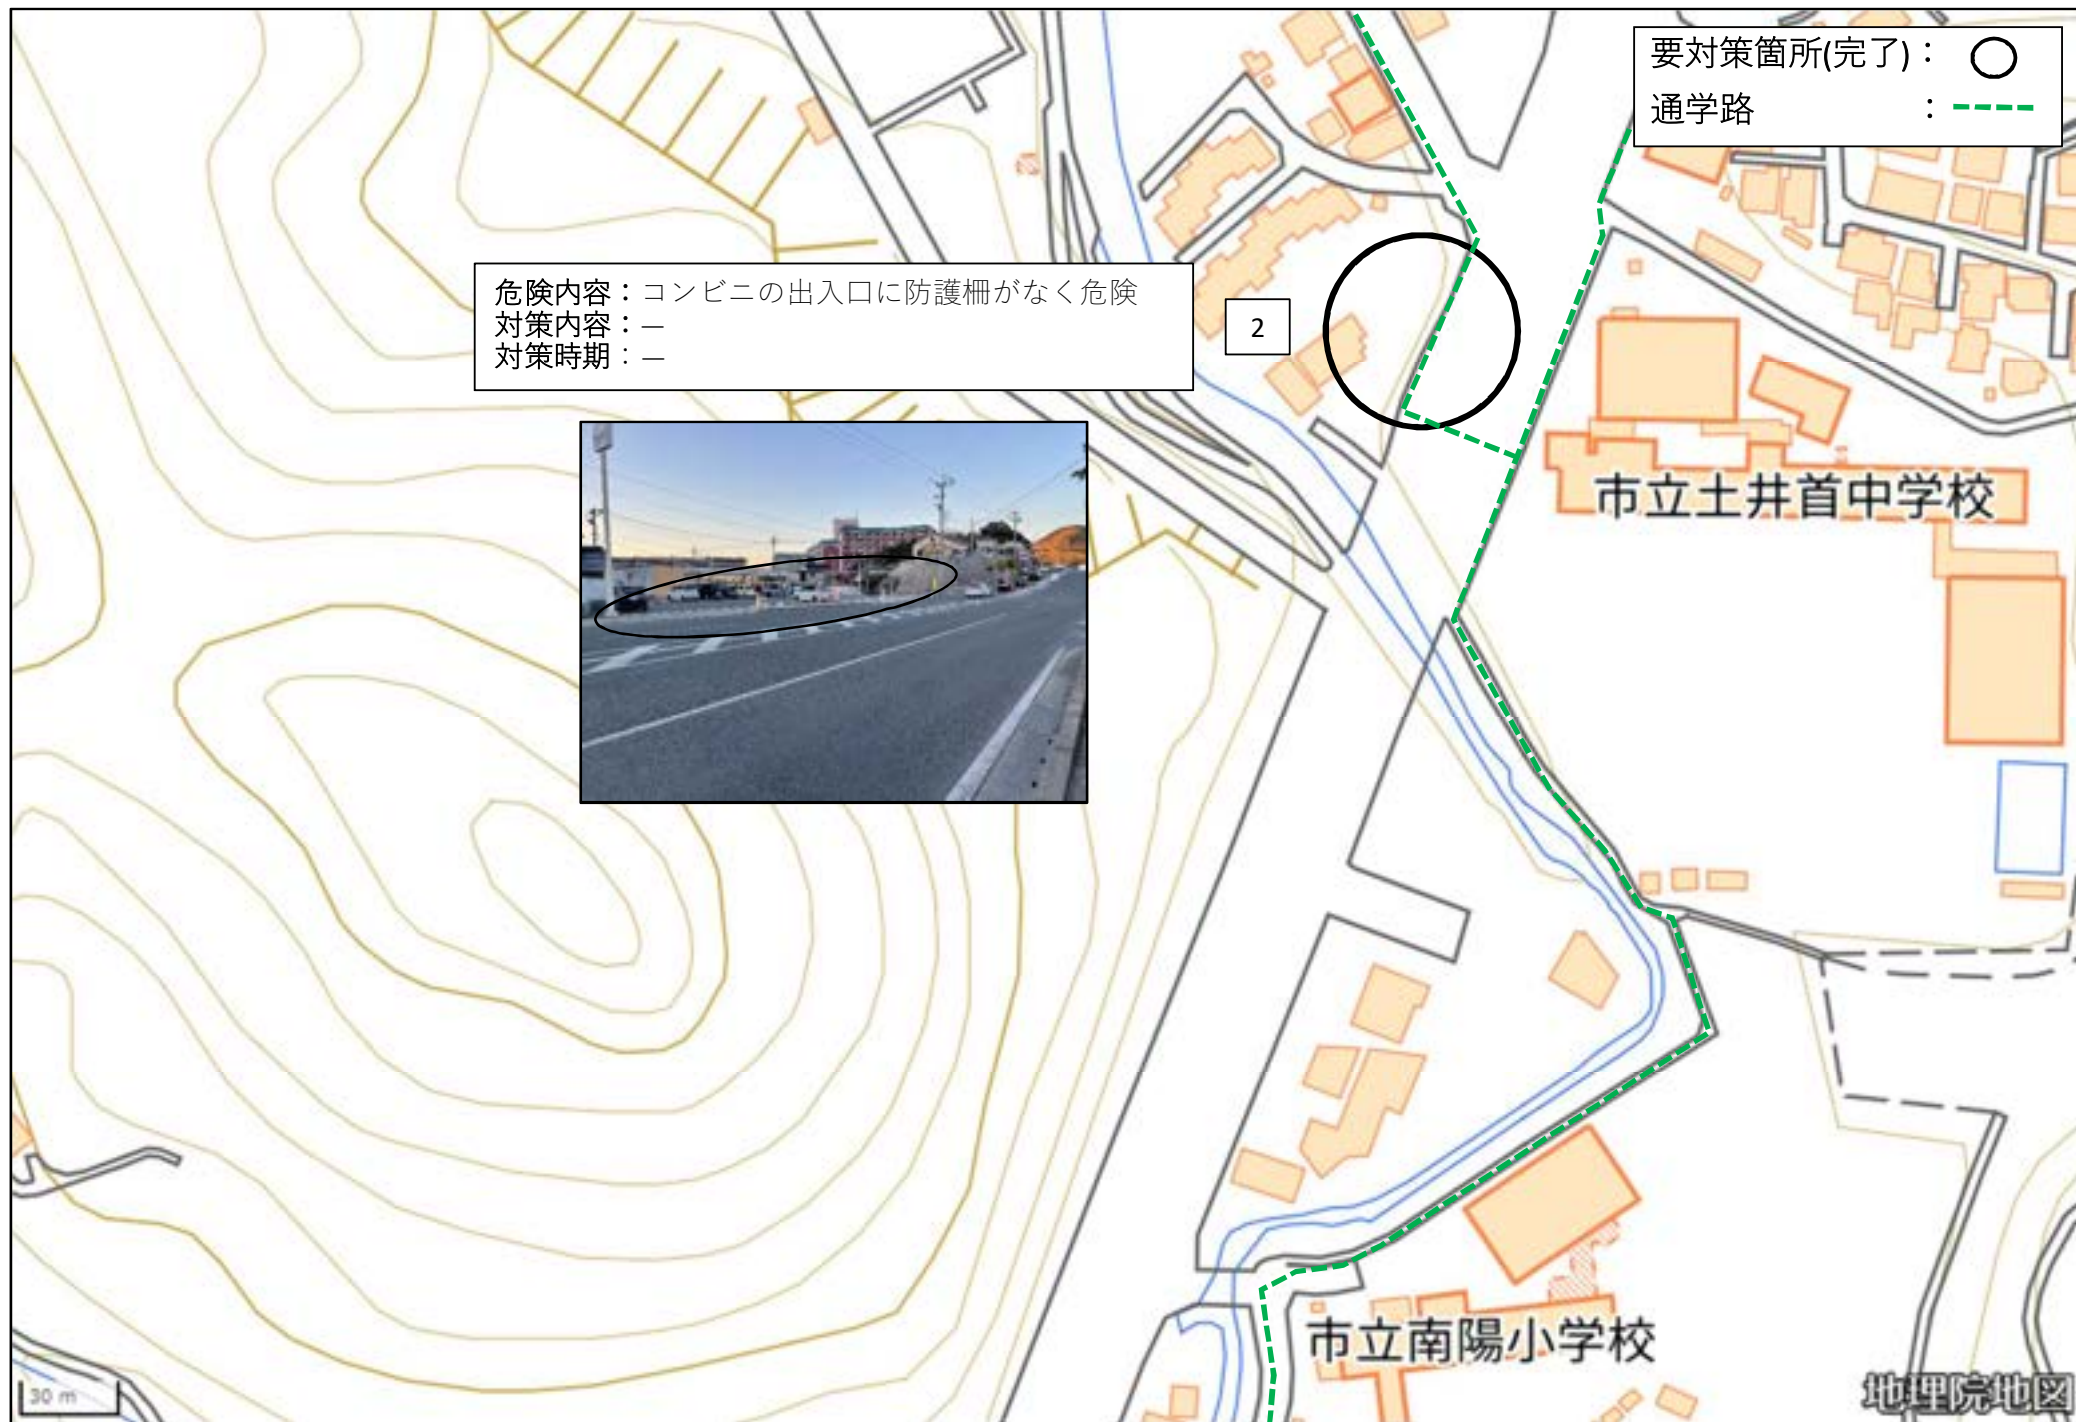 要対策箇所(完了)：
通学路　　　　　：
危険内容：コンビニの出入口に防護柵がなく危険
対策内容：―
対策時期：―
2
市立土井首中学校
市立南陽小学校
30 m
地理院地図